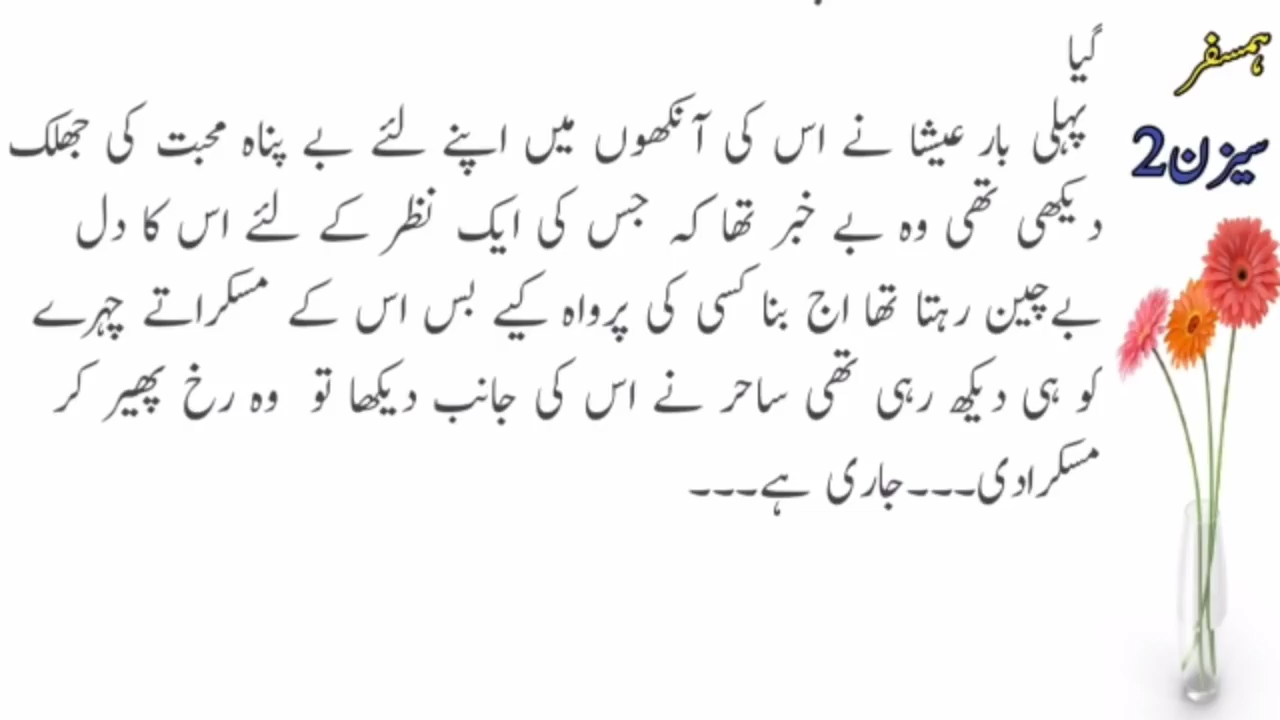 گیا
پہلی بار عیشا نے اس کی آنکھوں میں اپنے لئے بے پناہ محبت کی جھلک
دیکھی تھی وہ بے خبر تھا کہ جس کی ایک نظر کے لئے اس کا دل
بےچین رہتا تھا اج بنا کسی کی پرواہ کیے بس اس کے مسکراتے چہرے
کو ہی دیکھ رہی تھی ساحر نے اس کی جانب دیکھا تو وہ رخ پھیر کر
مسکرادی۔۔۔جاری ہے۔۔۔
ہمسفر
سیزن2